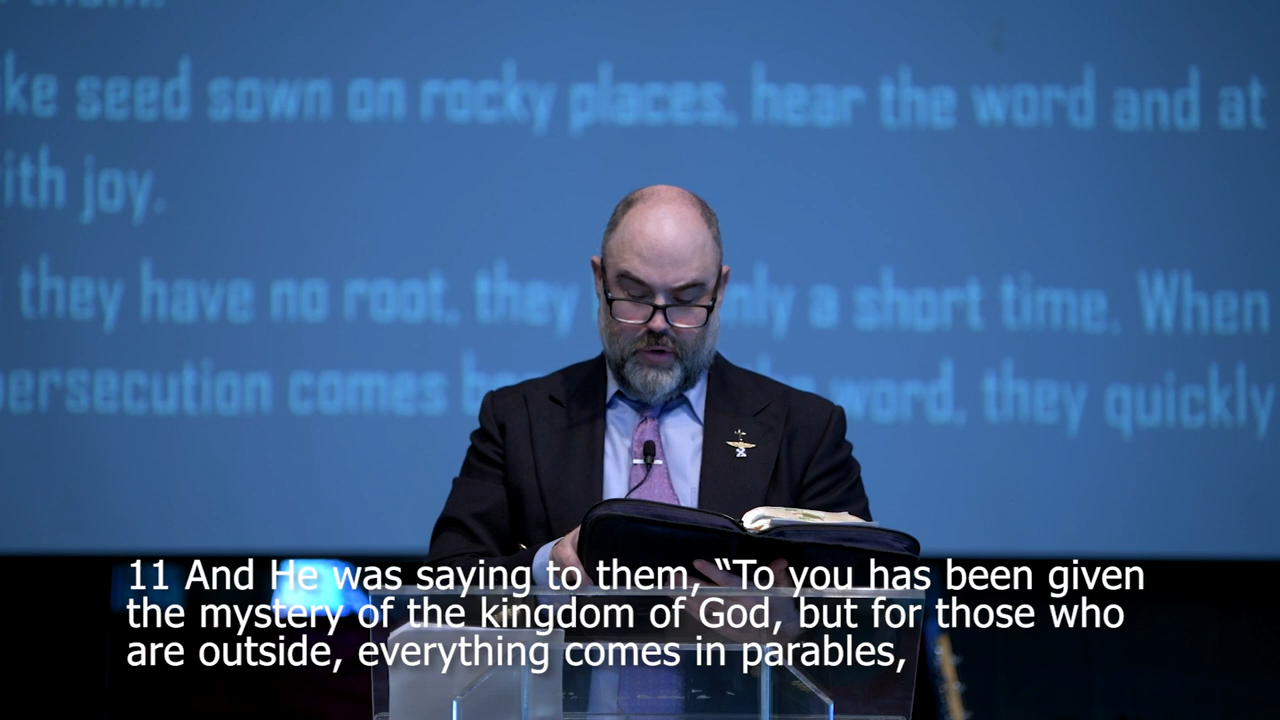 them.
ke seed sown on rocky places, hear the word and at
ith joy.
they have no root, they nly a short time. When
persecution comes word, they quickly
11 And He was saying to them, “To you has been given
the mystery of the kingdom of God, but for those who
are outside, everything comes in parables,